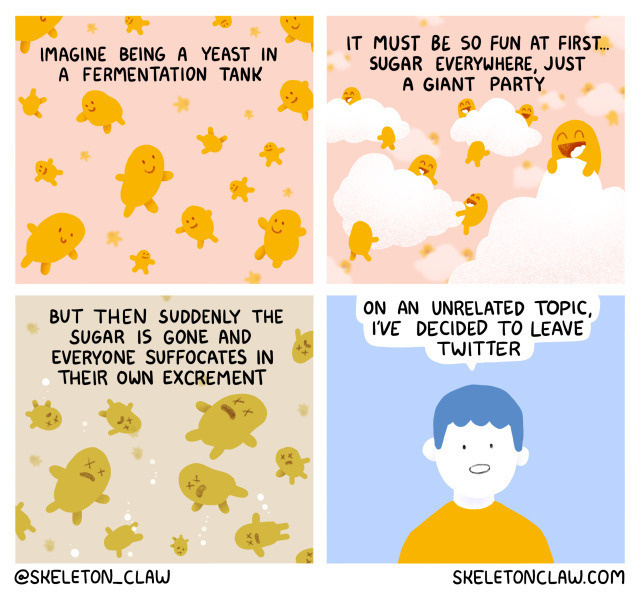 IMAGINE BEING A YEAST IN
A FERMENTATION TANK
IT MUST BE SO FUN AT FIRST...
SUGAR EVERYWHERE, JUST
A GIANT PARTY
BUT THEN SUDDENLY THE
SUGAR IS GONE AND
EVERYONE SUFFOCATES IN
THEIR OWN EXCREMENT
ON AN UNRELATED TOPIC,
I'VE DECIDED TO LEAVE
TWITTER
@SKELETON_CLAW
SKELETONCLAW.COM